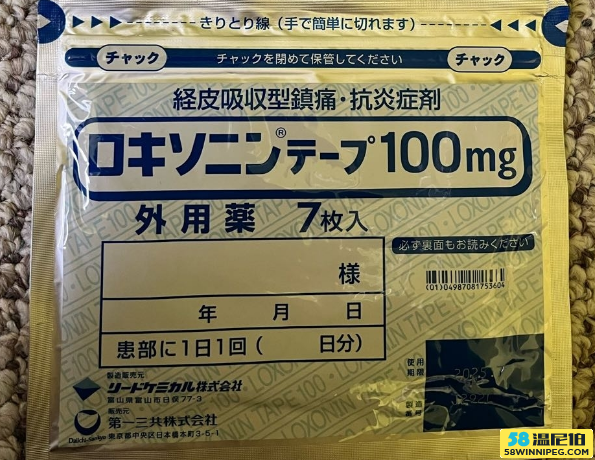 きりとり線（手で簡単に切れます）
チャック
チャックを閉めて保管してください
チャック
経皮吸収型鎮痛・抗炎症剤
ロキソニン®テープ100mg
外用薬 7枚入
必ず裏面もお読みください
様
年 月 日
患部に1日1回（ 日分）
(01)04987081753604
使用
期限
2025
製造
製造販売元
リードケミカル株式会社
富山県富山市日俣77-3
販売元
第一三共株式会社
Daiichi-Sankyo
東京都中央区日本橋本町3-5-1
LOXONIN TAPE 100
58温尼伯
58WINNIPEG.COM